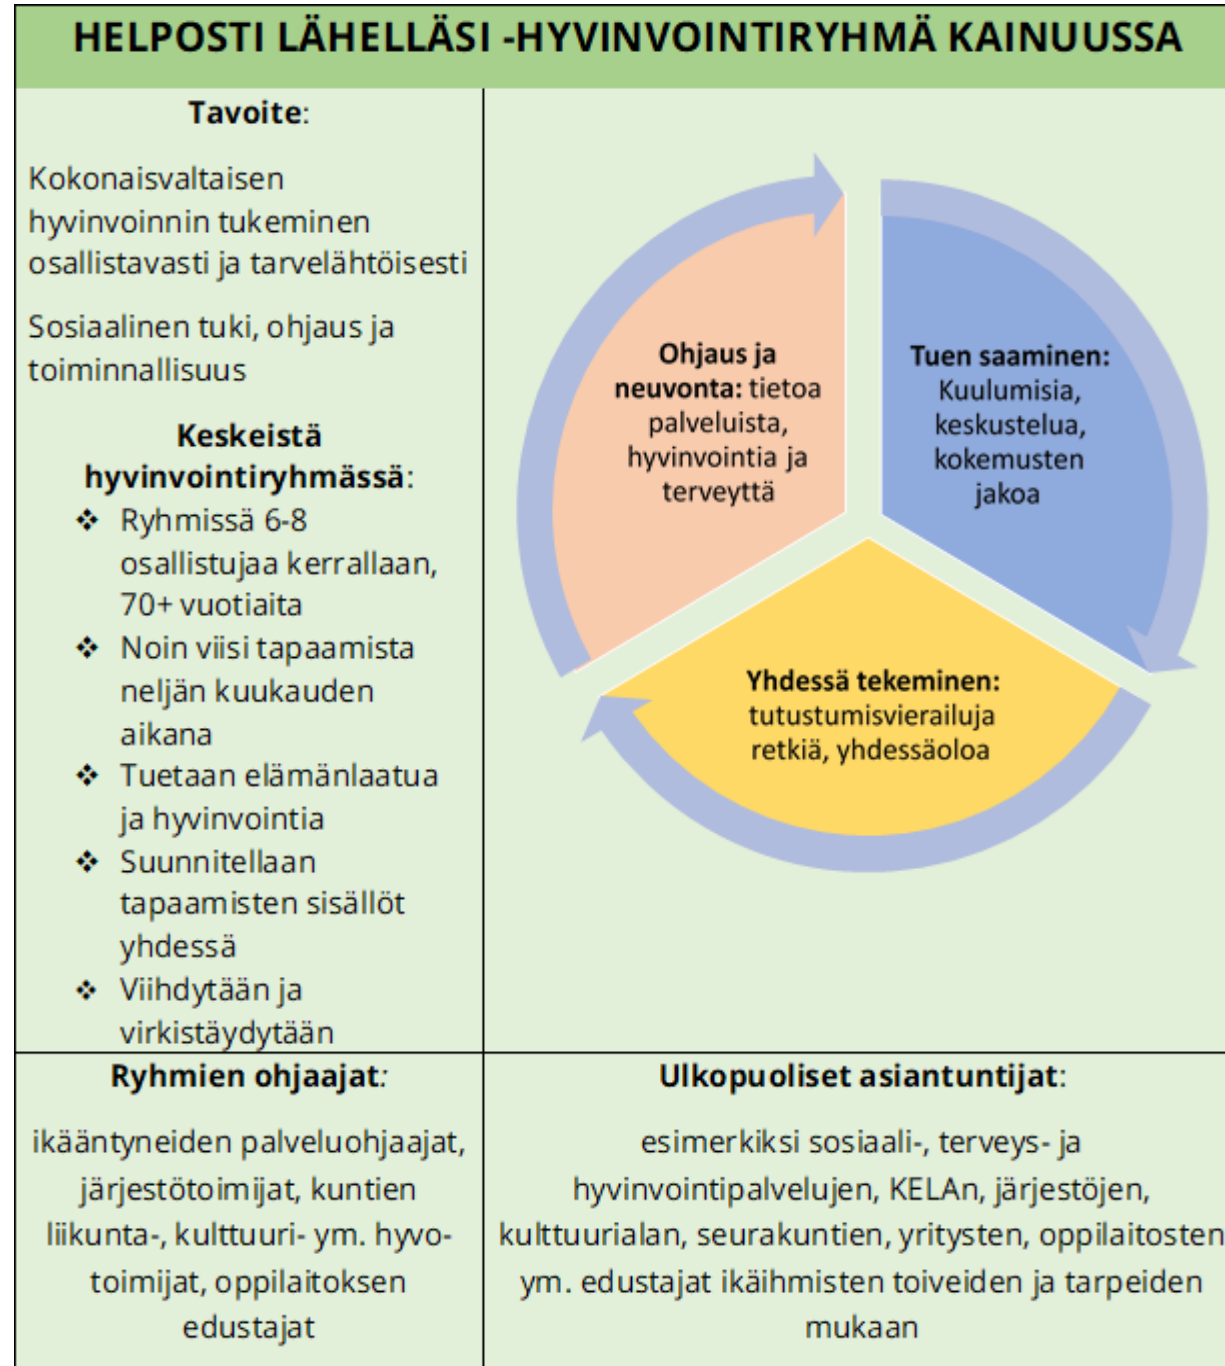 HELPOSTI LÄHELLÄSI -HYVINVOINTIRYHMÄ KAINUUSSA
Tavoite:
Kokonaisvaltaisen
hyvinvoinnin tukeminen
osallistavasti ja tarvelähtöisesti
Sosiaalinen tuki, ohjaus ja
toiminnallisuus
Keskeistä
hyvinvointiryhmässä:
❖ Ryhmissä 6-8
osallistujaa kerrallaan,
70+ vuotiaita
❖ Noin viisi tapaamista
neljän kuukauden
aikana
❖ Tuetaan elämänlaatua
ja hyvinvointia
❖ Suunnitellaan
tapaamisten sisällöt
yhdessä
❖ Viihdytään ja
virkistäydytään
Ohjaus ja
neuvonta: tietoa
palveluista,
hyvinvointia ja
terveyttä
Tuen saaminen:
Kuulumisia,
keskustelua,
kokemusten
jakoa
Yhdessä tekeminen:
tutustumisvierailuja
retkiä, yhdessäoloa
Ryhmien ohjaajat:
ikääntyneiden palveluohjaajat,
järjestötoimijat, kuntien
liikunta-, kulttuuri- ym. hyvo-
toimijat, oppilaitoksen
edustajat
Ulkopuoliset asiantuntijat:
esimerkiksi sosiaali-, terveys- ja
hyvinvointipalvelujen, KELAn, järjestöjen,
kulttuurialan, seurakuntien, yritysten, oppilaitosten
ym. edustajat ikäihmisten toiveiden ja tarpeiden
mukaan